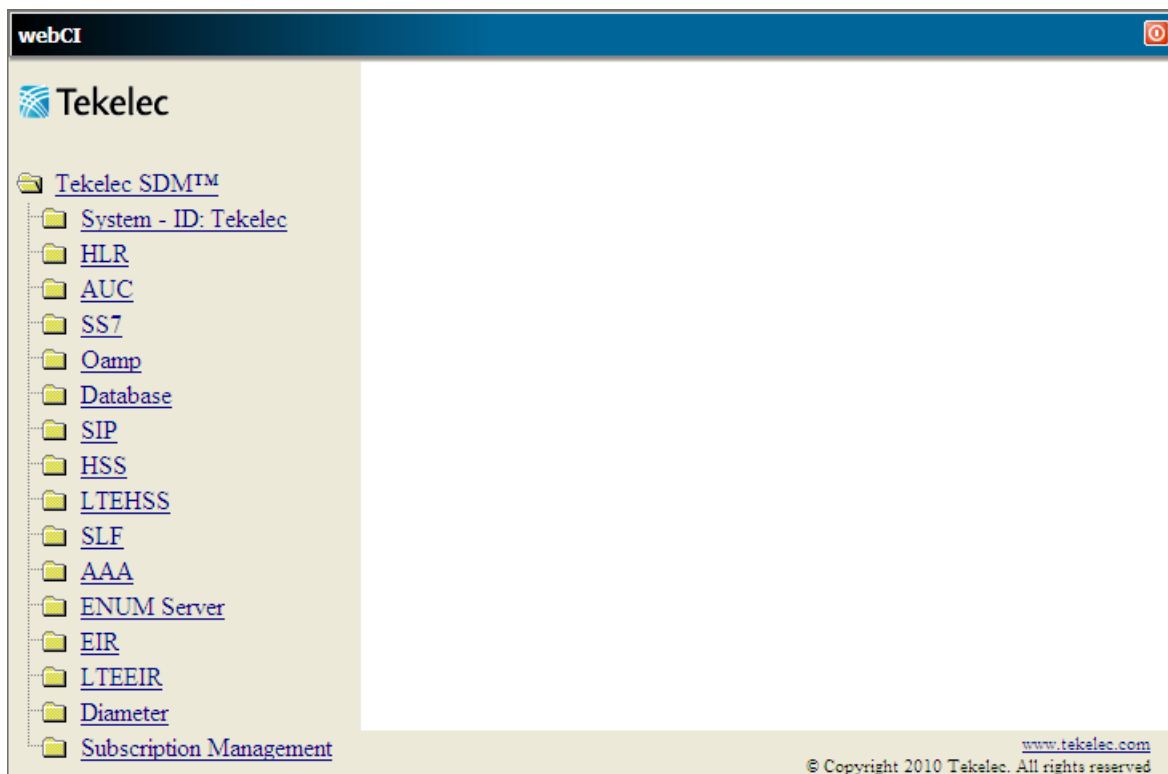 webCI
Tekelec
Tekelec SDM™
System - ID: Tekelec
HLR
AUC
SS7
Oamp
Database
SIP
HSS
LTEHSS
SLF
AAA
ENUM Server
EIR
LTEEIR
Diameter
Subscription Management
www.tekelec.com
© Copyright 2010 Tekelec. All rights reserved